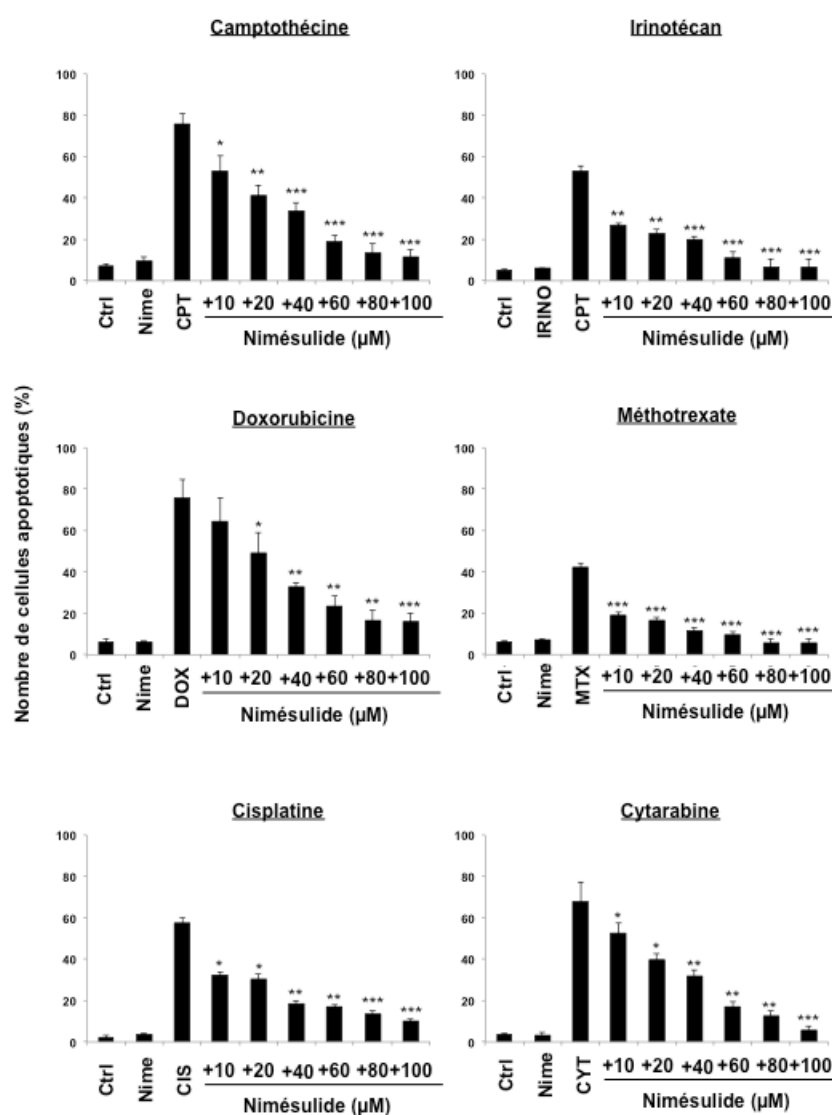 Camptothécine
100
80
60
40
20
0
* ** *** *** *** ***
Ctrl Nime CPT +10 +20 +40 +60 +80 +100
Nimésulide (µM)
Irinotécan
100
80
60
40
20
0
** ** *** *** *** ***
Ctrl IRINO CPT +10 +20 +40 +60 +80 +100
Nimésulide (µM)
Nombre de cellules apoptotiques (%)
Doxorubicine
100
80
60
40
20
0
* ** ** ** ***
Ctrl Nime DOX +10 +20 +40 +60 +80 +100
Nimésulide (µM)
Méthotrexate
100
80
60
40
20
0
*** *** *** *** *** ***
Ctrl Nime MTX +10 +20 +40 +60 +80 +100
Nimésulide (µM)
Cisplatine
100
80
60
40
20
0
* * ** ** *** ***
Ctrl Nime CIS +10 +20 +40 +60 +80 +100
Nimésulide (µM)
Cytarabine
100
80
60
40
20
0
* * ** ** ** ***
Ctrl Nime CYT +10 +20 +40 +60 +80 +100
Nimésulide (µM)